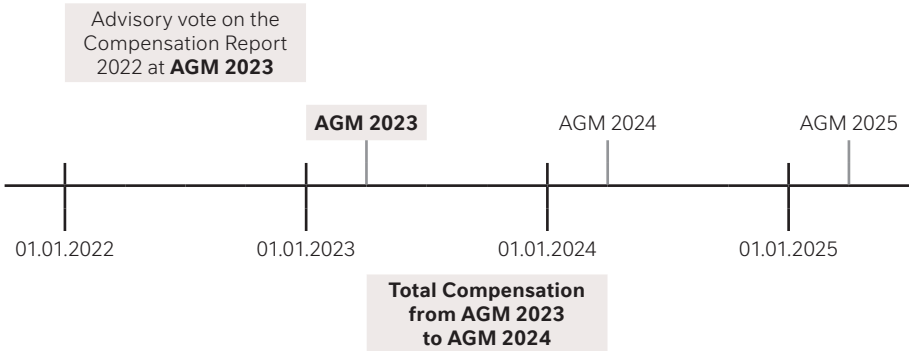 Advisory vote on the
Compensation Report
2022 at AGM 2023
AGM 2023
AGM 2024
AGM 2025
01.01.2022
01.01.2023
01.01.2024
01.01.2025
Total Compensation
from AGM 2023
to AGM 2024